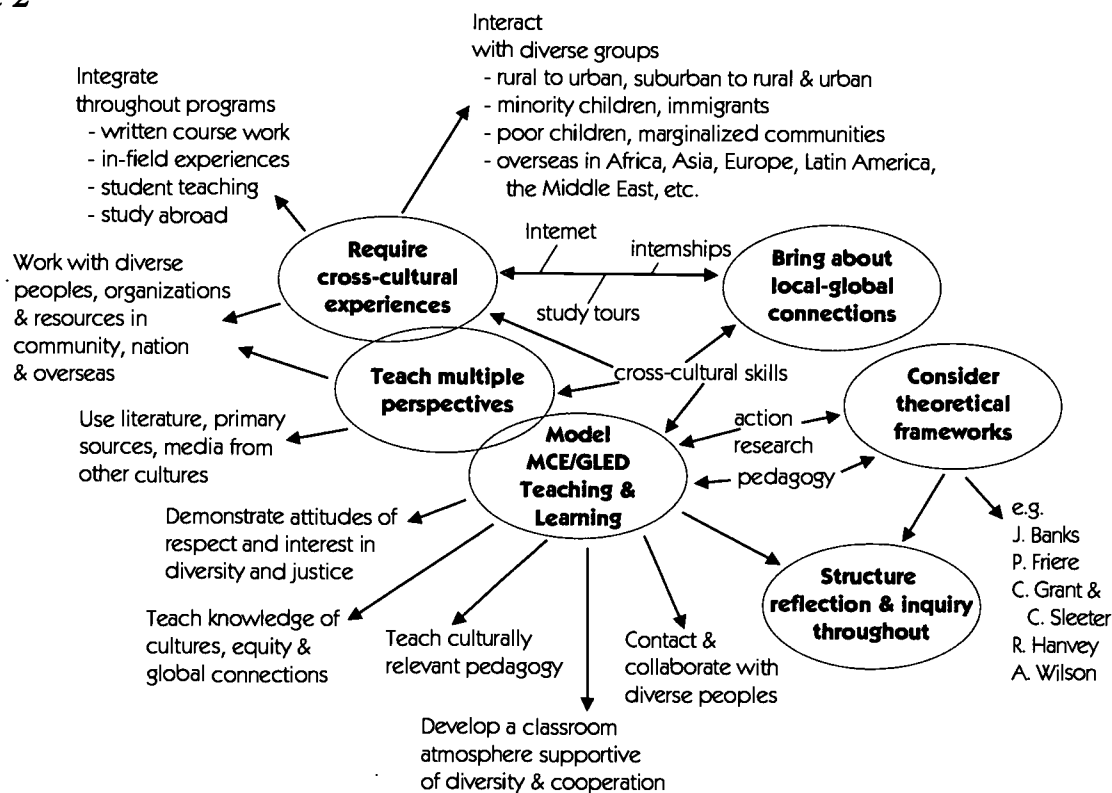 Interact
with diverse groups
- rural to urban, suburban to rural & urban
- minority children, immigrants
- poor children, marginalized communities
- overseas in Africa, Asia, Europe, Latin America,
the Middle East, etc.
Integrate
throughout programs
- written course work
- in-field experiences
- student teaching
- study abroad
Require
cross-cultural
experiences
Internet
internships
study tours
Bring about
local-global
connections
Work with diverse
peoples, organizations
& resources in
community, nation
& overseas
Teach multiple
perspectives
cross-cultural skills
Consider
theoretical
frameworks
Use literature, primary
sources, media from
other cultures
Model
MCE/GLED
Teaching &
Learning
action
research
pedagogy
Demonstrate attitudes of
respect and interest in
diversity and justice
Teach knowledge of
cultures, equity &
global connections
Teach culturally
relevant pedagogy
Develop a classroom
atmosphere supportive
of diversity & cooperation
Contact &
collaborate with
diverse peoples
Structure
reflection & inquiry
throughout
e.g.
J. Banks
P. Friere
C. Grant &
C. Sleeter
R. Hanvey
A. Wilson